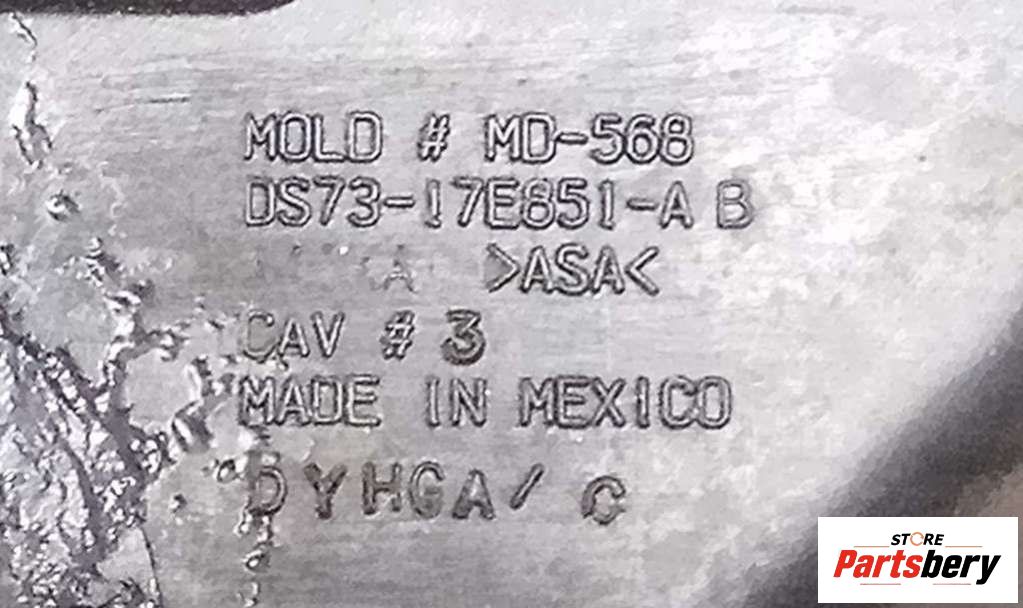 MOLD # MD-568
DS73-17E851-A B
>ASA<
CAV # 3
MADE IN MEXICO
DYHGA/ C
STORE
Partsbery